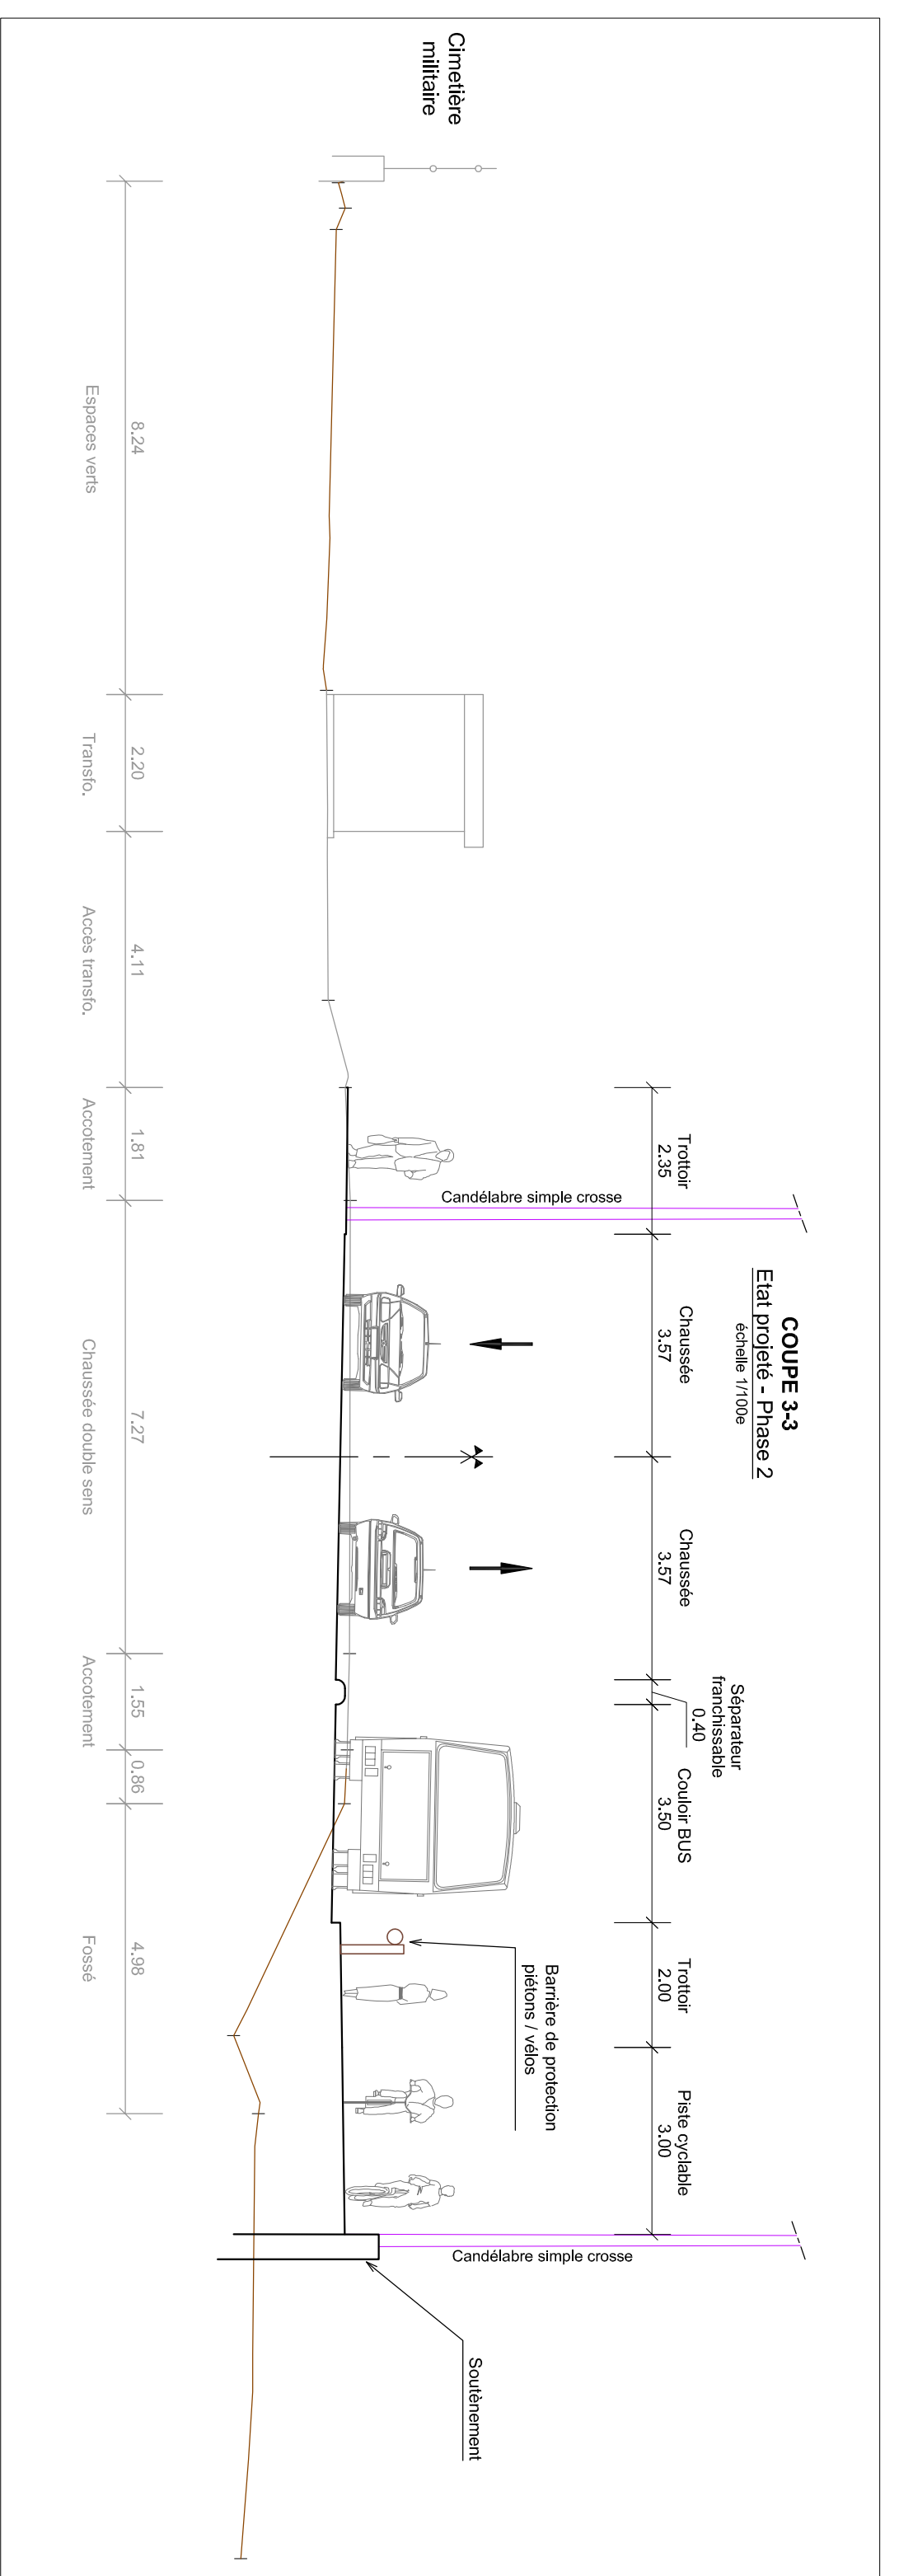 COUPE 3-3
Etat projeté - Phase 2
échelle 1/100e
Cimetière
militaire
Trottoir
2.35
Chaussée
3.57
Chaussée
3.57
Séparateur
franchissable
0.40
Couloir BUS
3.50
Trottoir
2.00
Piste cyclable
3.00
Candélabre simple crosse
Barrière de protection
piétons / vélos
Candélabre simple crosse
Soutènement
8.24
Espaces verts
2.20
Transfo.
4.11
Accès transfo.
1.81
Accotement
7.27
Chaussée double sens
1.55
Accotement
0.86
4.98
Fossé